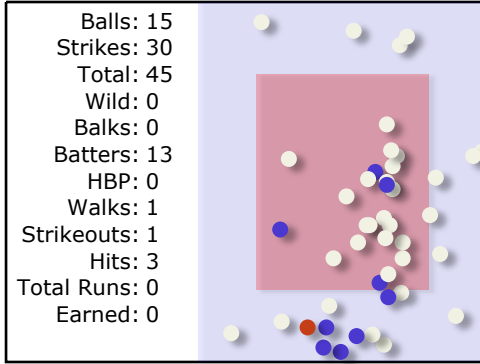 Balls: 15
Strikes: 30
Total: 45
Wild: 0
Balks: 0
Batters: 13
HBP: 0
Walks: 1
Strikeouts: 1
Hits: 3
Total Runs: 0
Earned: 0